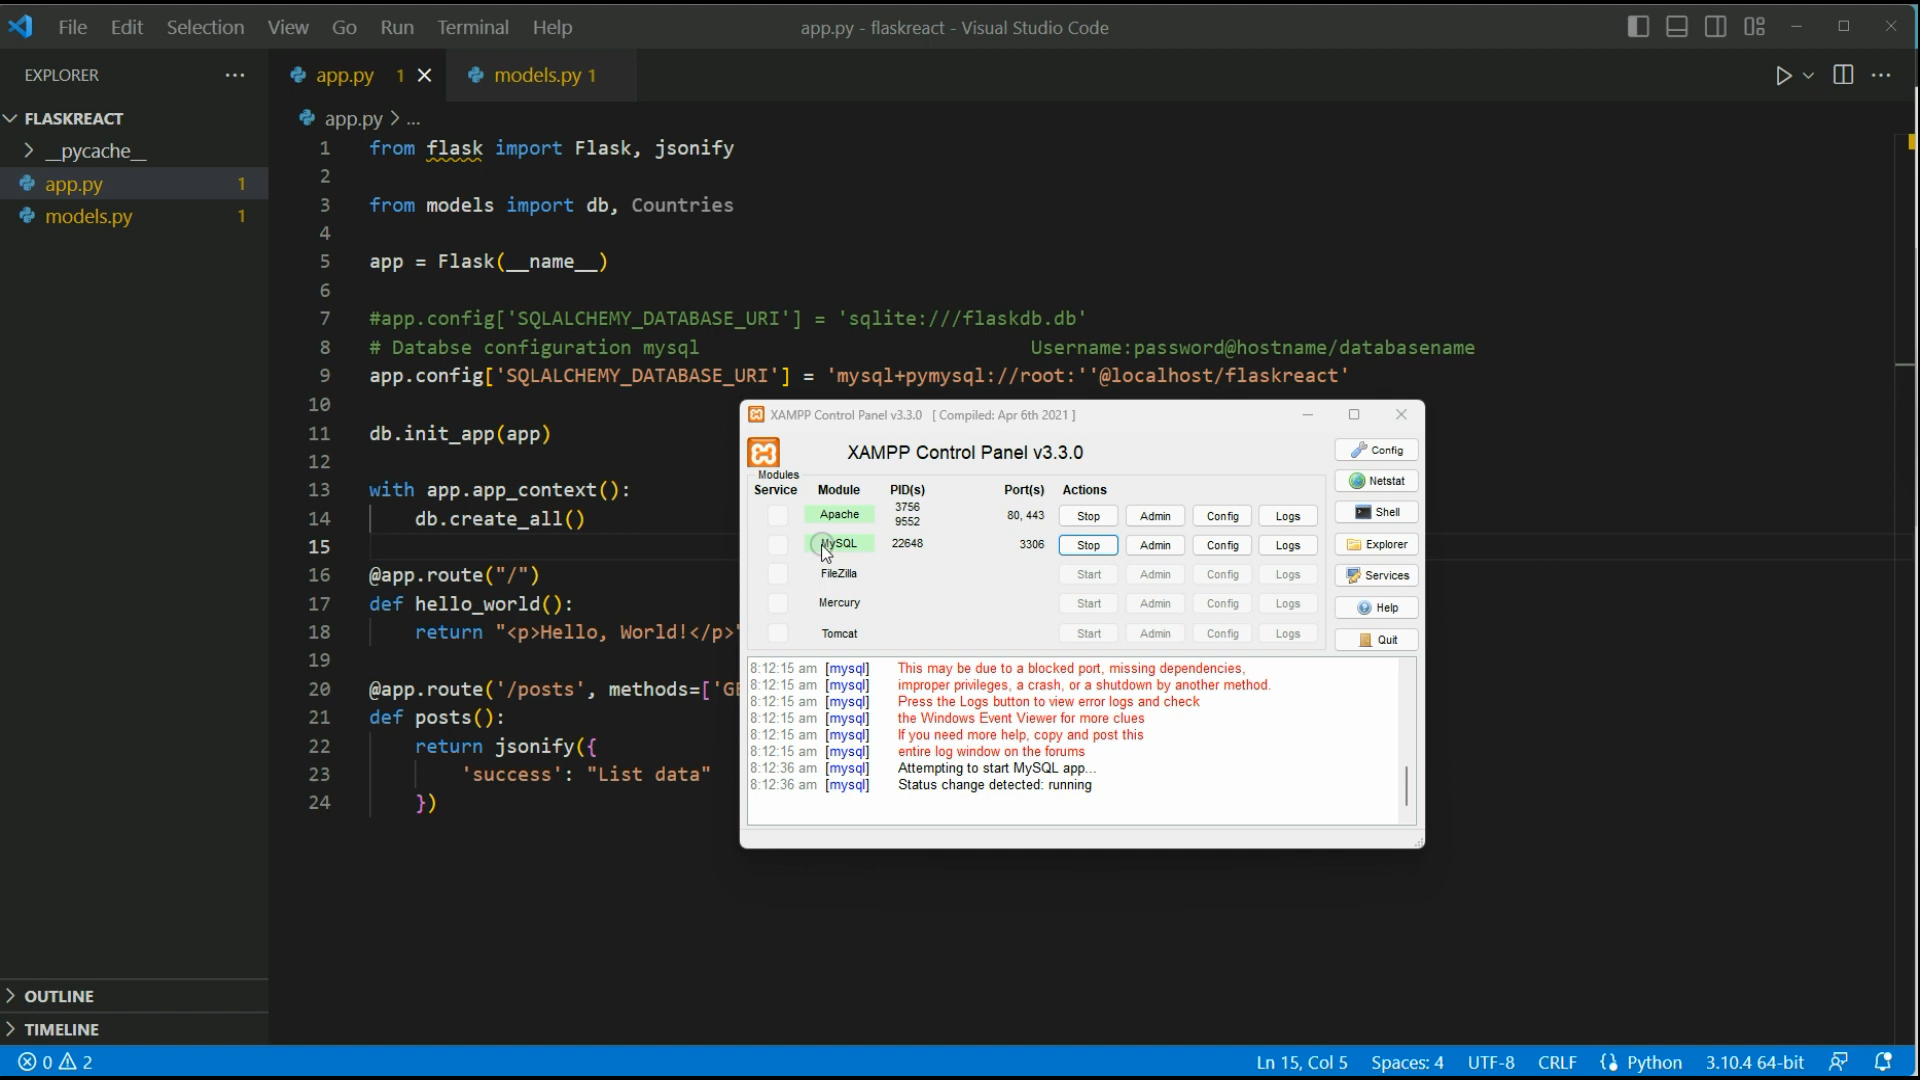 File Edit Selection View Go Run Terminal Help app.py - flaskreact - Visual Studio Code
EXPLORER
app.py 1
models.py 1
FLASKREACT
__pycache__
app.py 1
models.py 1
app.py > ...
1 from flask import Flask, jsonify
2
3 from models import db, Countries
4
5 app = Flask(__name__)
6
7 #app.config['SQLALCHEMY_DATABASE_URI'] = 'sqlite:///flaskdb.db'
8 # Databse configuration mysql Username:password@hostname/databasename
9 app.config['SQLALCHEMY_DATABASE_URI'] = 'mysql+pymysql://root:''@localhost/flaskreact'
10
11 db.init_app(app)
12
13 with app.app_context():
14 db.create_all()
15
16 @app.route("/")
17 def hello_world():
18 return "<p>Hello, World!</p>"
19
20 @app.route('/posts', methods=['GE
21 def posts():
22 return jsonify({
23 'success': "List data"
24 })
XAMPP Control Panel v3.3.0 [ Compiled: Apr 6th 2021 ]
XAMPP Control Panel v3.3.0
Config
Netstat
Shell
Explorer
Services
Help
Quit
Modules
Service Module PID(s) Port(s) Actions
Apache 3756 9552 80, 443 Stop Admin Config Logs
MySQL 22648 3306 Stop Admin Config Logs
FileZilla Start Admin Config Logs
Mercury Start Admin Config Logs
Tomcat Start Admin Config Logs
8:12:15 am [mysql] This may be due to a blocked port, missing dependencies,
8:12:15 am [mysql] improper privileges, a crash, or a shutdown by another method.
8:12:15 am [mysql] Press the Logs button to view error logs and check
8:12:15 am [mysql] the Windows Event Viewer for more clues
8:12:15 am [mysql] If you need more help, copy and post this
8:12:15 am [mysql] entire log window on the forums
8:12:36 am [mysql] Attempting to start MySQL app...
8:12:36 am [mysql] Status change detected: running
OUTLINE
TIMELINE
0 2 Ln 15, Col 5 Spaces: 4 UTF-8 CRLF Python 3.10.4 64-bit